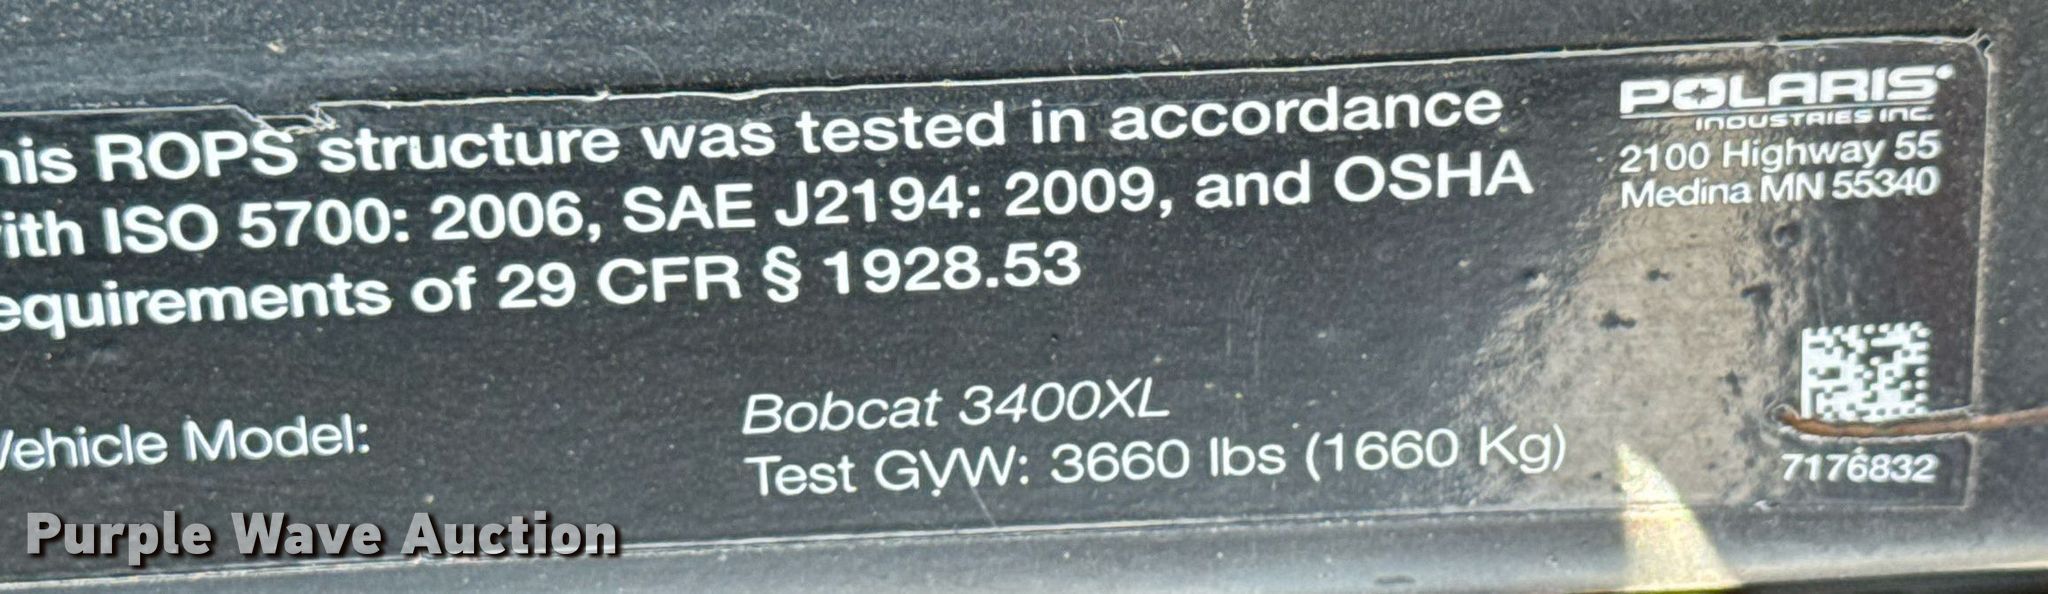 his ROPS structure was tested in accordance
ith ISO 5700: 2006, SAE J2194: 2009, and OSHA
equirements of 29 CFR § 1928.53
POLARIS
INDUSTRIES INC.
2100 Highway 55
Medina MN 55340
Vehicle Model:
Bobcat 3400XL
Test GVW: 3660 lbs (1660 Kg)
7176832
Purple Wave Auction